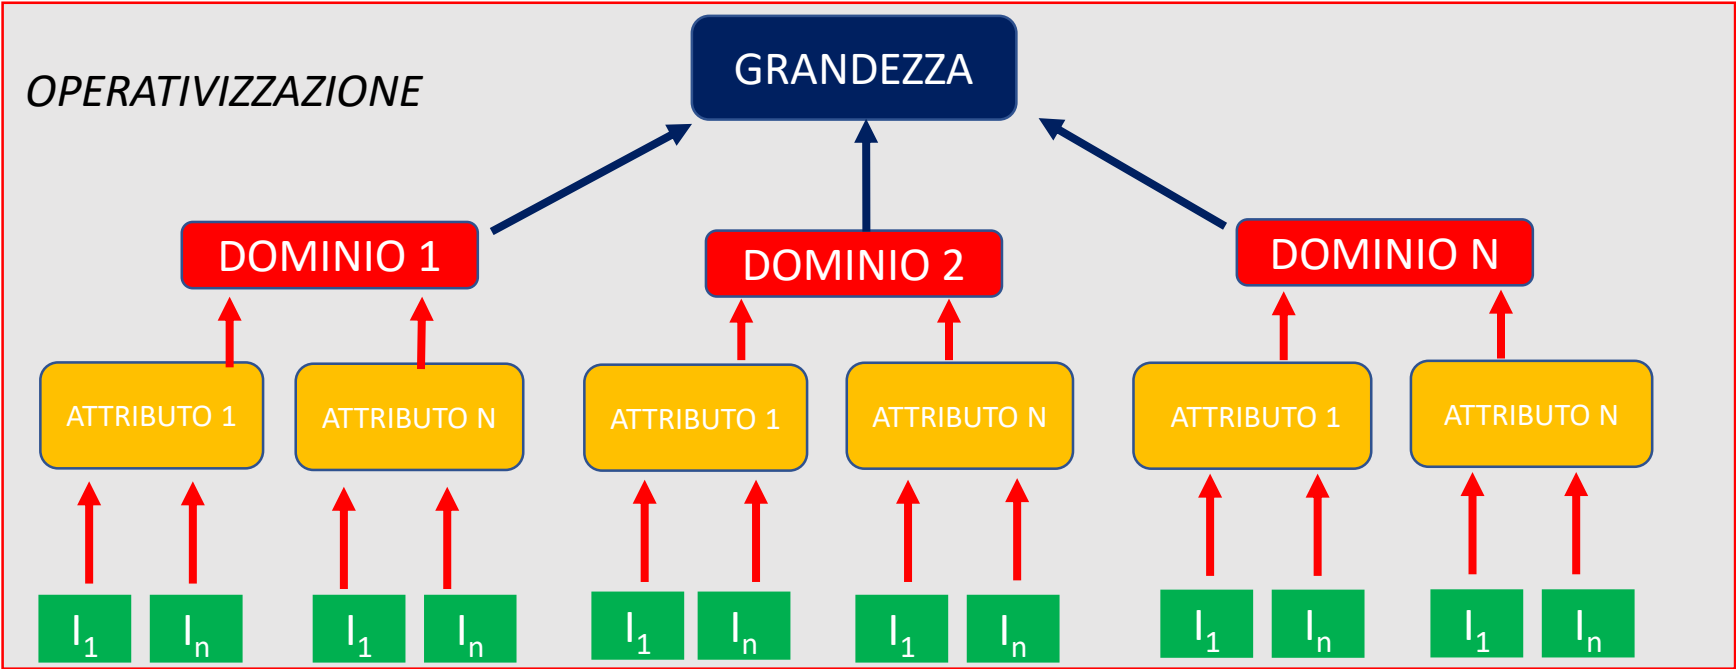 GRANDEZZA
OPERATIVIZZAZIONE
DOMINIO 1
DOMINIO 2
DOMINIO N
ATTRIBUTO 1
ATTRIBUTO N
ATTRIBUTO 1
ATTRIBUTO N
ATTRIBUTO 1
ATTRIBUTO N
I₁
Iₙ
I₁
Iₙ
I₁
Iₙ
I₁
Iₙ
I₁
Iₙ
I₁
Iₙ